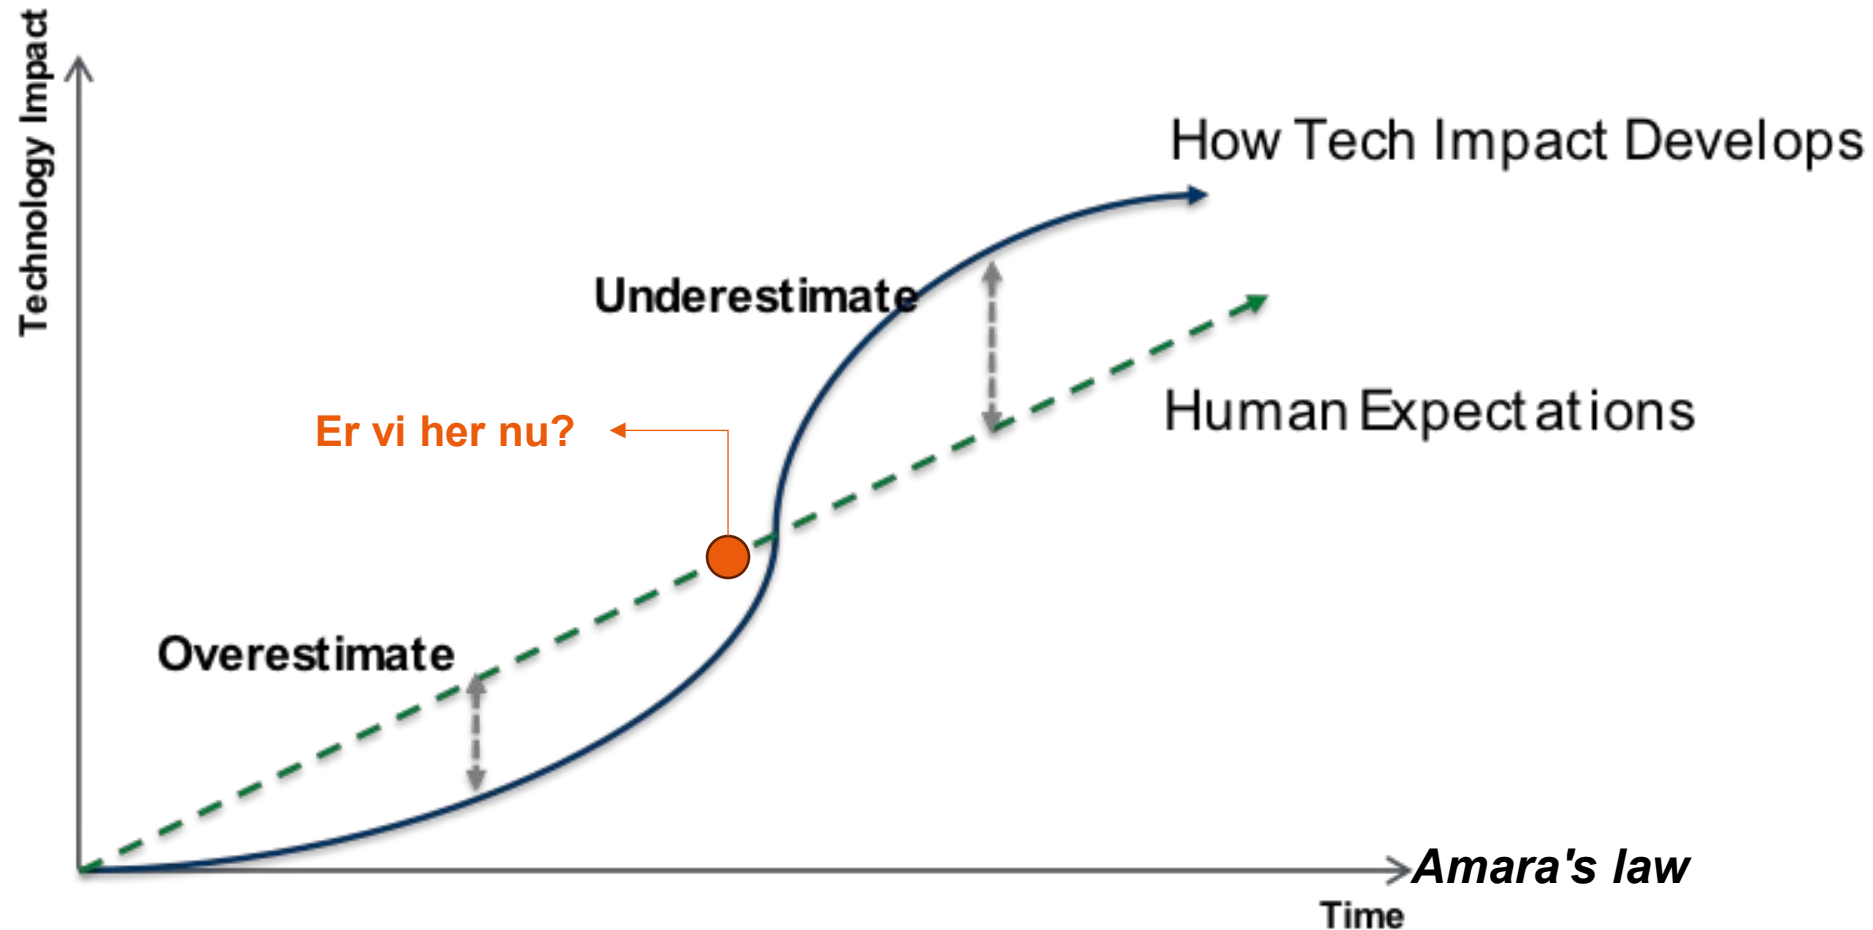 Technology Impact
How Tech Impact Develops
Underestimate
Er vi her nu?
Human Expectations
Overestimate
Amara's law
Time